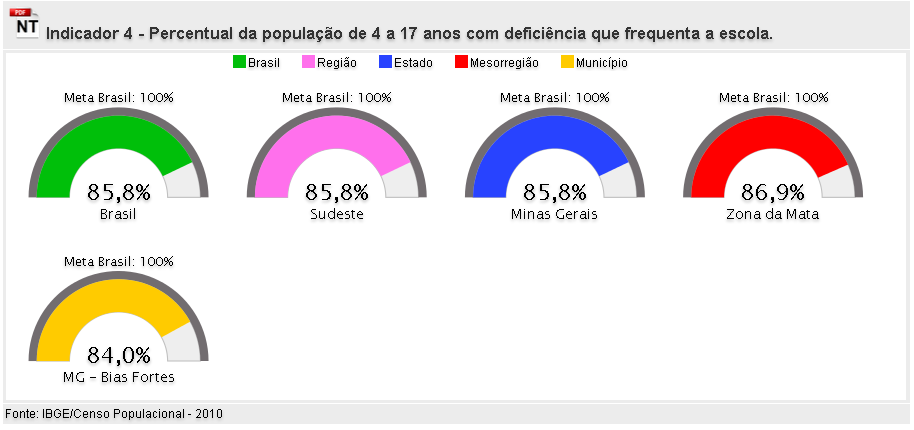 PDF
NT
Indicador 4 - Percentual da população de 4 a 17 anos com deficiência que frequenta a escola.
Brasil Região Estado Mesorregião Município
Meta Brasil: 100% Meta Brasil: 100% Meta Brasil: 100% Meta Brasil: 100%
85,8% 85,8% 85,8% 86,9%
Brasil Sudeste Minas Gerais Zona da Mata
Meta Brasil: 100%
84,0%
MG - Bias Fortes
Fonte: IBGE/Censo Populacional - 2010